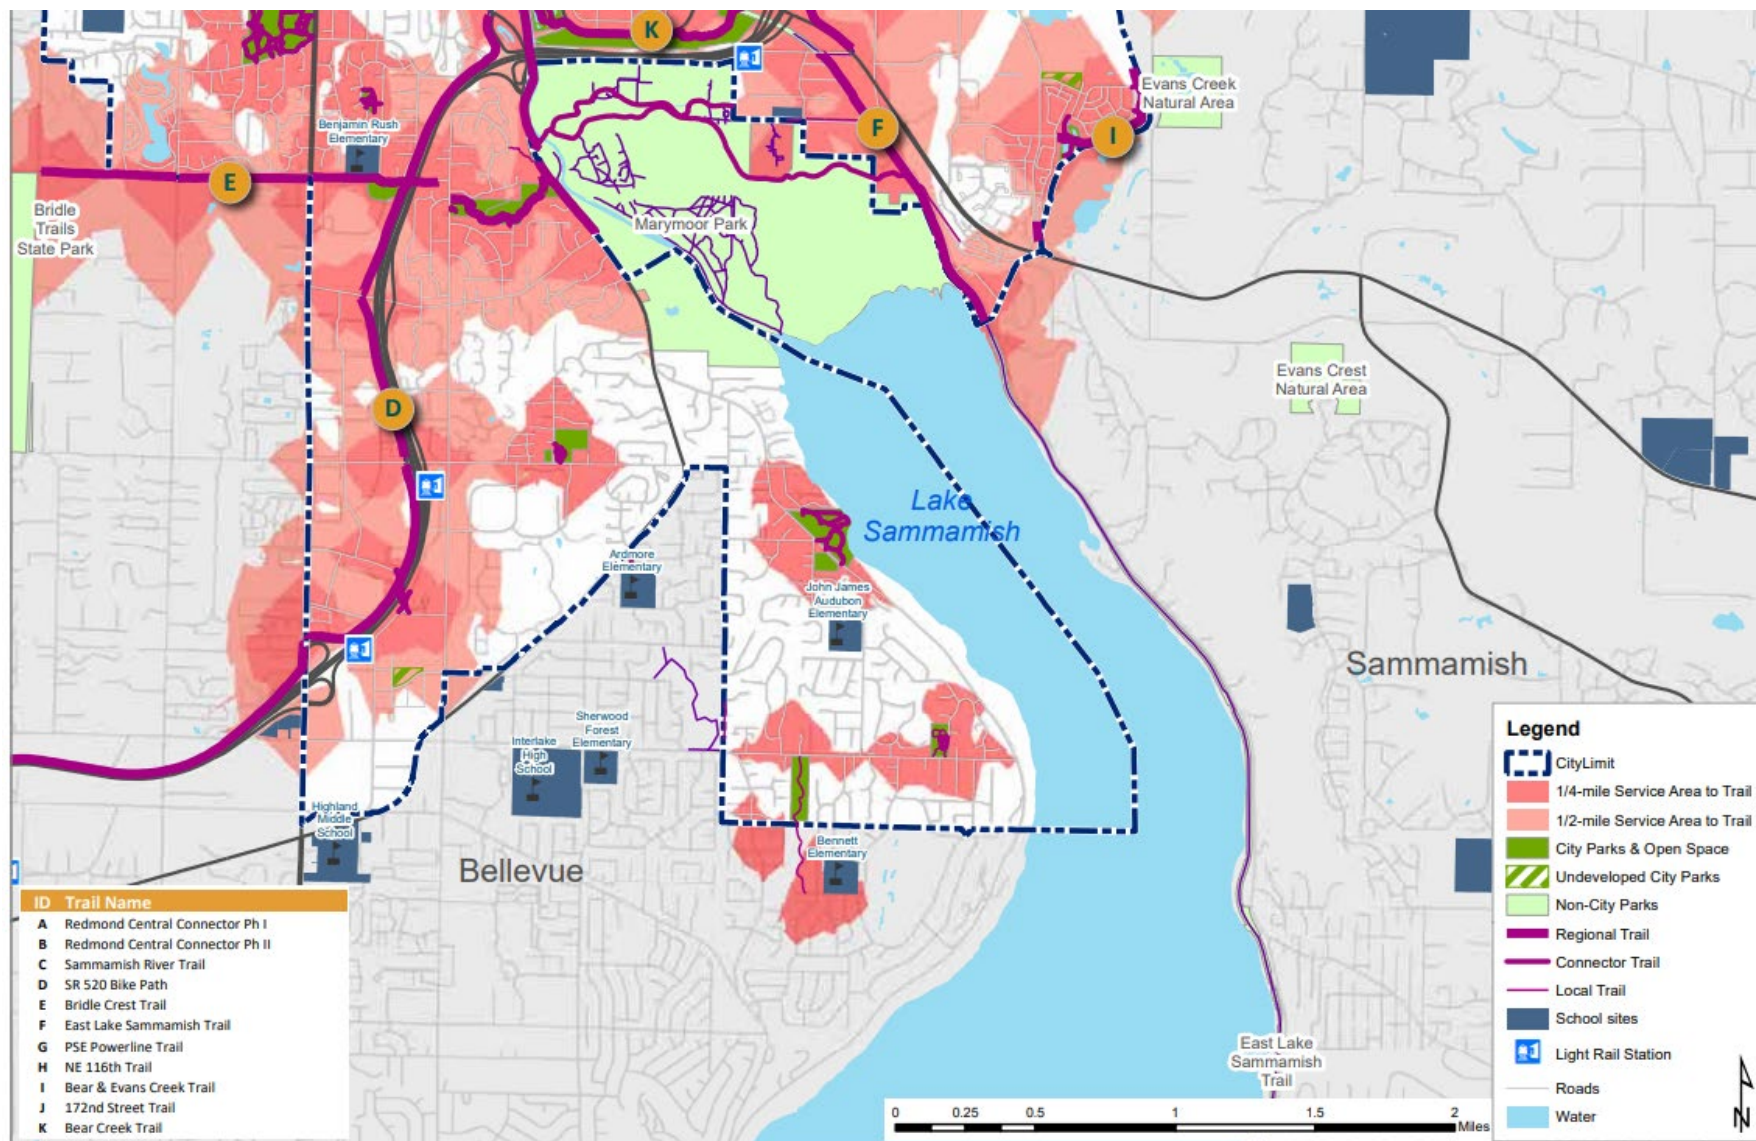 K
Evans Creek
Natural Area
F
I
Benjamin Rush
Elementary
E
Bridle
Trails
State Park
Marymoor Park
Evans Crest
Natural Area
D
Lake
Sammamish
Ardmore
Elementary
John James
Audubon
Elementary
Sammamish
Sherwood
Forest
Elementary
Interlake
High
School
Highland
Middle
School
Bennett
Elementary
Bellevue
East Lake
Sammamish
Trail
ID Trail Name
A Redmond Central Connector Ph I
B Redmond Central Connector Ph II
C Sammamish River Trail
D SR 520 Bike Path
E Bridle Crest Trail
F East Lake Sammamish Trail
G PSE Powerline Trail
H NE 116th Trail
I Bear & Evans Creek Trail
J 172nd Street Trail
K Bear Creek Trail
0 0.25 0.5 1 1.5 2
Miles
Legend
CityLimit
1/4-mile Service Area to Trail
1/2-mile Service Area to Trail
City Parks & Open Space
Undeveloped City Parks
Non-City Parks
Regional Trail
Connector Trail
Local Trail
School sites
Light Rail Station
Roads
Water
N